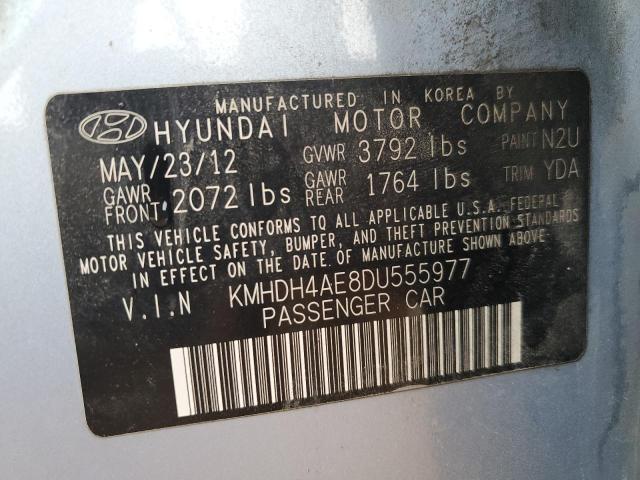 MANUFACTURED IN KOREA BY
HYUNDAI MOTOR COMPANY
MAY/23/12 GVWR 3792 lbs PAINT N2U
GAWR FRONT 2072 lbs GAWR REAR 1764 lbs TRIM YDA
THIS VEHICLE CONFORMS TO ALL APPLICABLE U.S.A. FEDERAL
MOTOR VEHICLE SAFETY, BUMPER, AND THEFT PREVENTION STANDARDS
IN EFFECT ON THE DATE OF MANUFACTURE SHOWN ABOVE.
V.I.N KMHDH4AE8DU555977
PASSENGER CAR